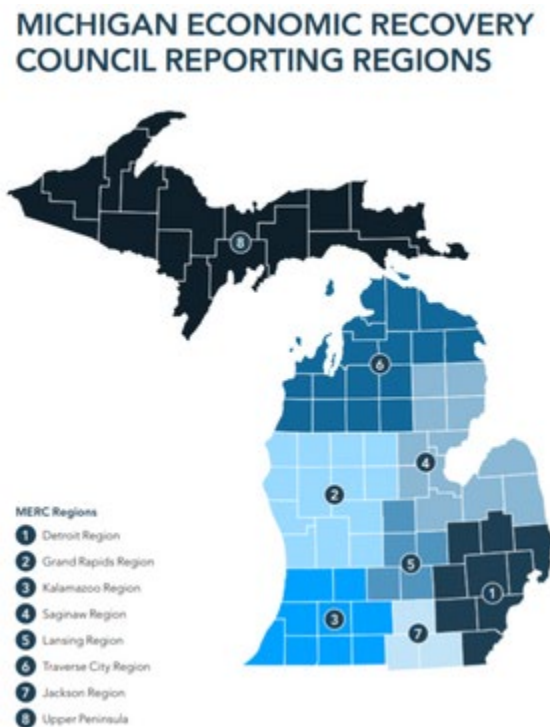 MICHIGAN ECONOMIC RECOVERY
COUNCIL REPORTING REGIONS
8
6
4
2
5
1
3
7
MERC Regions
1 Detroit Region
2 Grand Rapids Region
3 Kalamazoo Region
4 Saginaw Region
5 Lansing Region
6 Traverse City Region
7 Jackson Region
8 Upper Peninsula